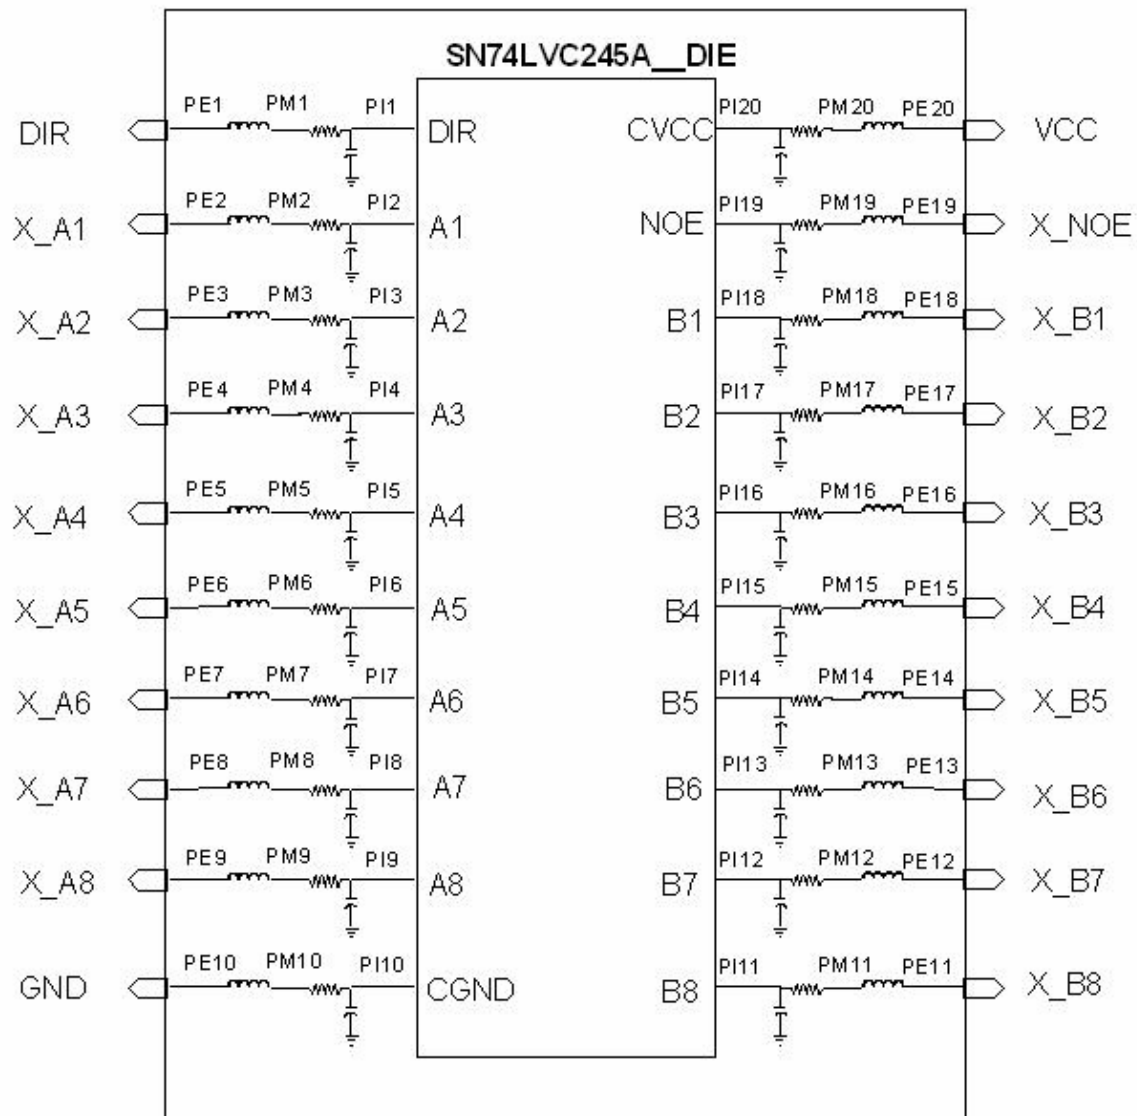 SN74LVC245A__DIE
PE1 PM1 PI1 PI20 PM20 PE20
DIR DIR CVCC VCC
PE2 PM2 PI2 PI19 PM19 PE19
X_A1 A1 NOE X_NOE
PE3 PM3 PI3 PI18 PM18 PE18
X_A2 A2 B1 X_B1
PE4 PM4 PI4 PI17 PM17 PE17
X_A3 A3 B2 X_B2
PE5 PM5 PI5 PI16 PM16 PE16
X_A4 A4 B3 X_B3
PE6 PM6 PI6 PI15 PM15 PE15
X_A5 A5 B4 X_B4
PE7 PM7 PI7 PI14 PM14 PE14
X_A6 A6 B5 X_B5
PE8 PM8 PI8 PI13 PM13 PE13
X_A7 A7 B6 X_B6
PE9 PM9 PI9 PI12 PM12 PE12
X_A8 A8 B7 X_B7
PE10 PM10 PI10 PI11 PM11 PE11
GND CGND B8 X_B8